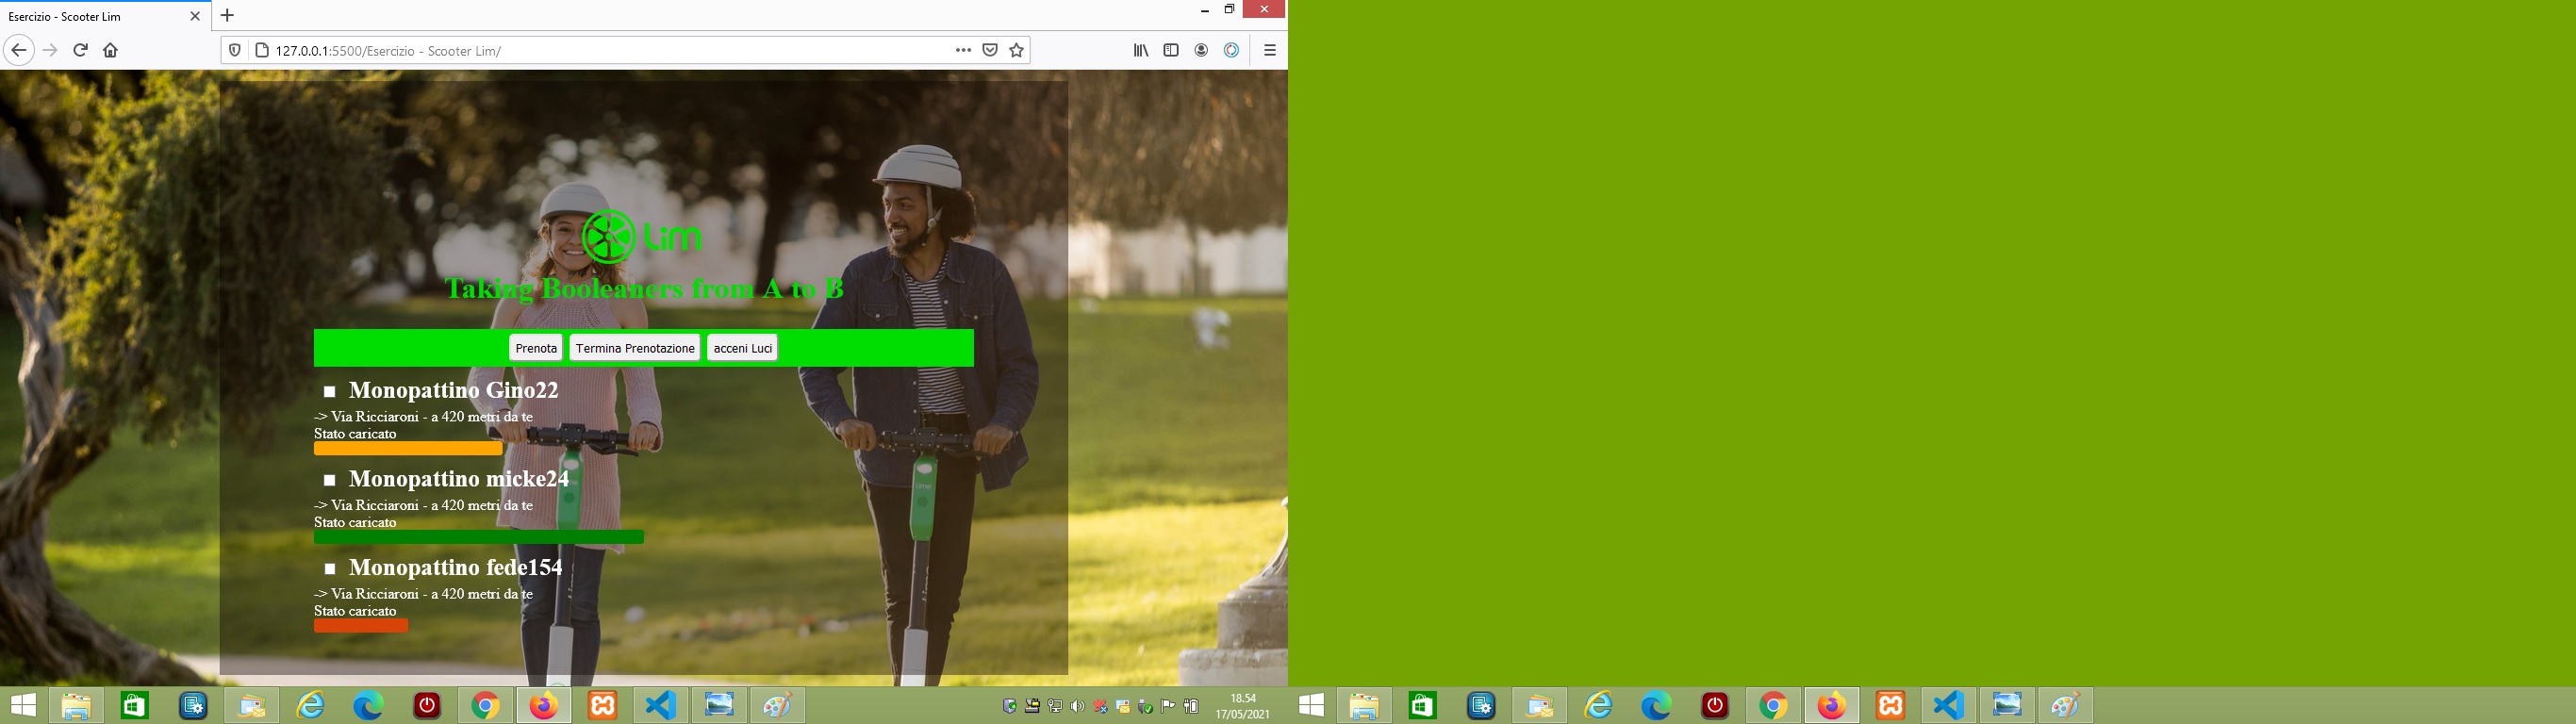 Esercizio - Scooter Lim
127.0.0.1:5500/Esercizio - Scooter Lim/
Lim
Taking Booleaners from A to B
Prenota Termina Prenotazione acceni Luci
Monopattino Gino22
-> Via Ricciaroni - a 420 metri da te
Stato caricato
Monopattino micke24
-> Via Ricciaroni - a 420 metri da te
Stato caricato
Monopattino fede154
-> Via Ricciaroni - a 420 metri da te
Stato caricato
18.54
17/05/2021